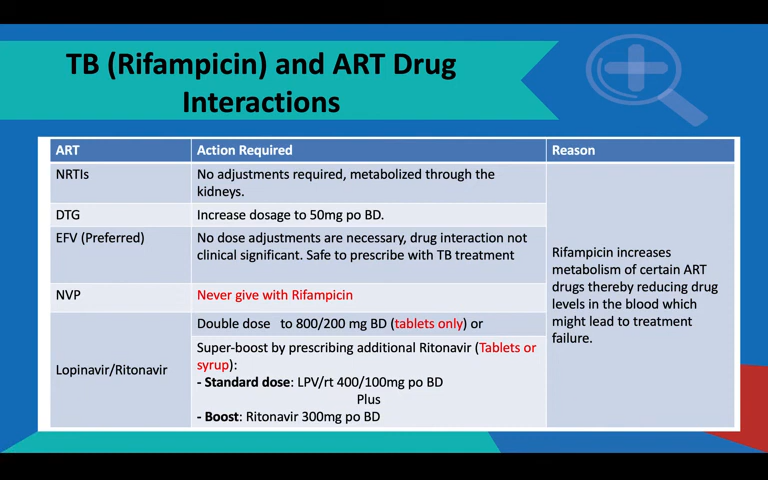 TB (Rifampicin) and ART Drug
Interactions
ART
Action Required
Reason
NRTIs
No adjustments required, metabolized through the
kidneys.
DTG
Increase dosage to 50mg po BD.
EFV (Preferred)
No dose adjustments are necessary, drug interaction not
clinical significant. Safe to prescribe with TB treatment
NVP
Never give with Rifampicin
Lopinavir/Ritonavir
Double dose to 800/200 mg BD (tablets only) or
Super-boost by prescribing additional Ritonavir (Tablets or
syrup):
- Standard dose: LPV/rt 400/100mg po BD
Plus
- Boost: Ritonavir 300mg po BD
Rifampicin increases
metabolism of certain ART
drugs thereby reducing drug
levels in the blood which
might lead to treatment
failure.